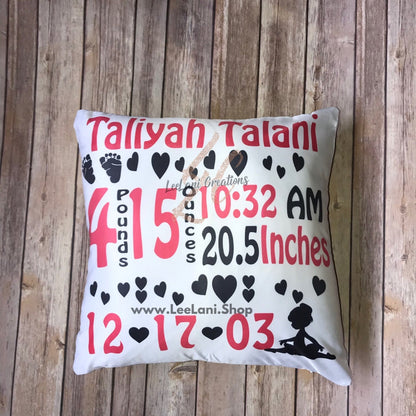 Taliyah Talani
LeeLani Creations
4 Pounds 15 Ounces 10:32 AM
20.5 Inches
www.LeeLani.Shop
12-17-03